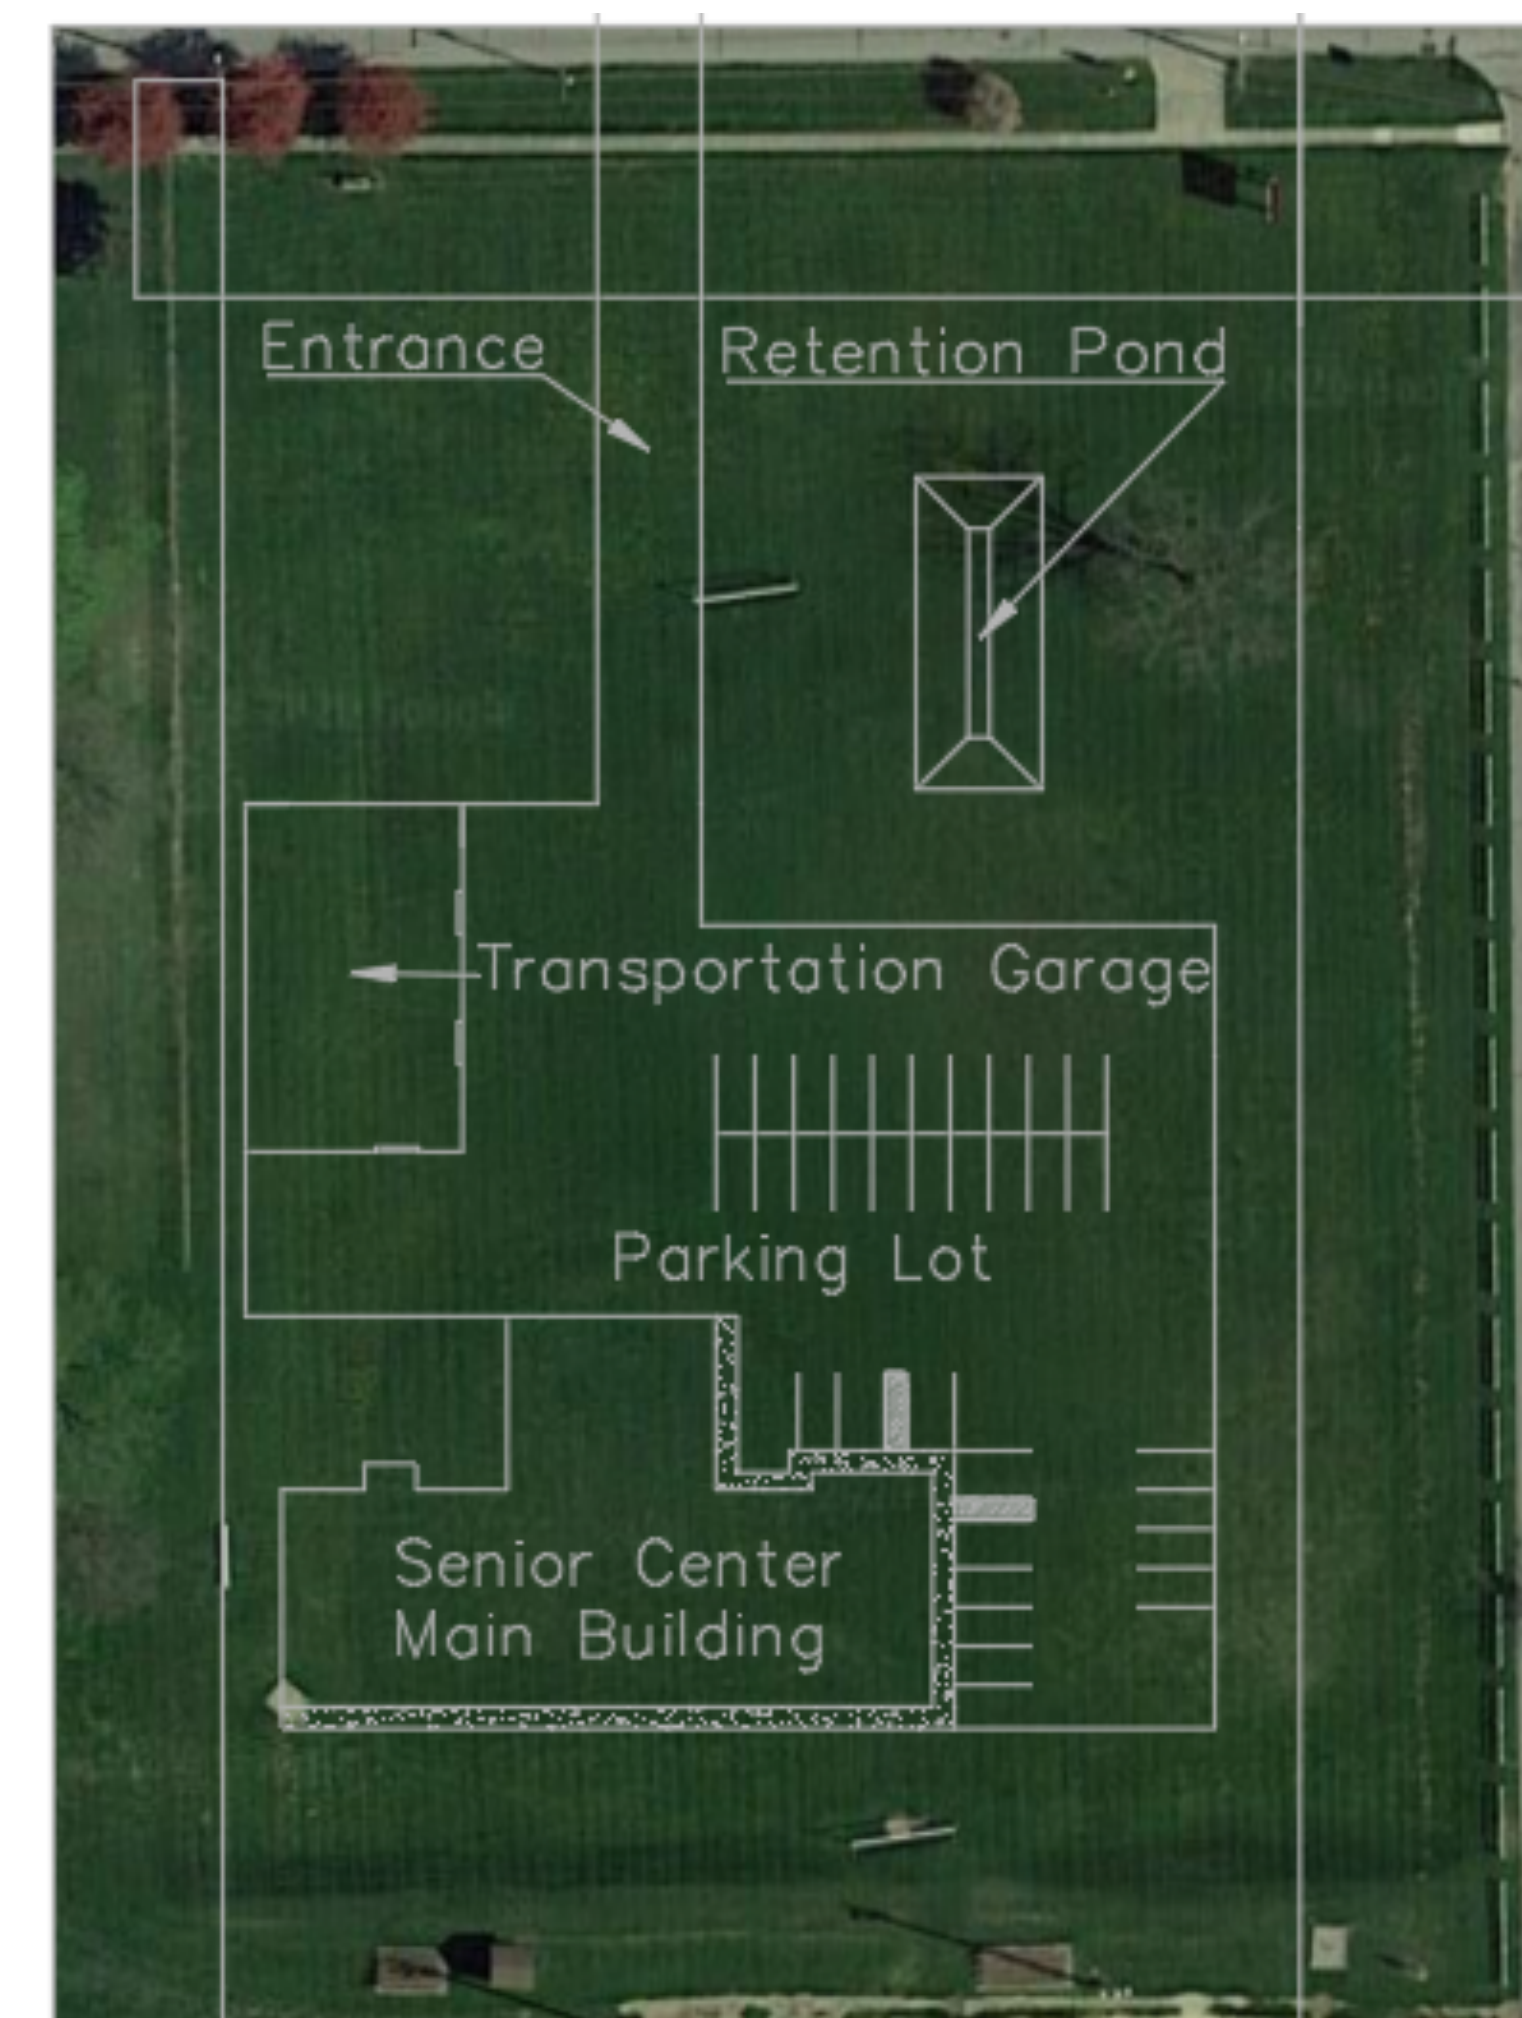 Entrance
Retention Pond
Transportation Garage
Parking Lot
Senior Center
Main Building